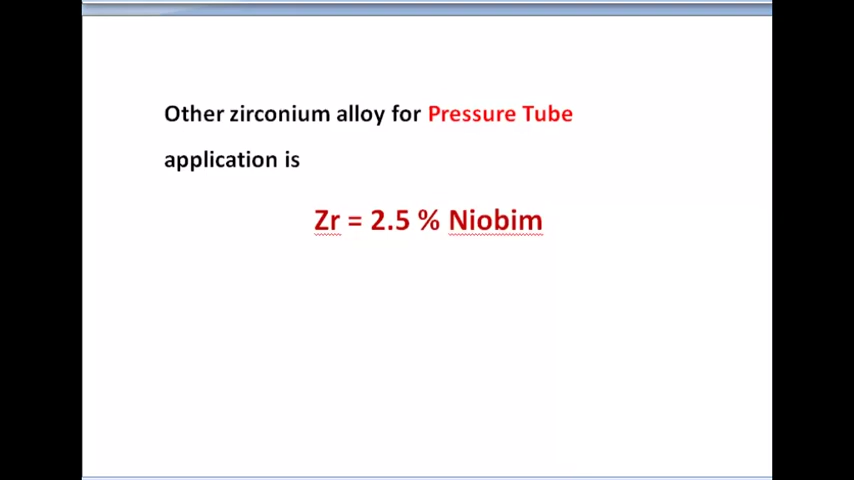 Other zirconium alloy for Pressure Tube
application is
Zr = 2.5 % Niobim